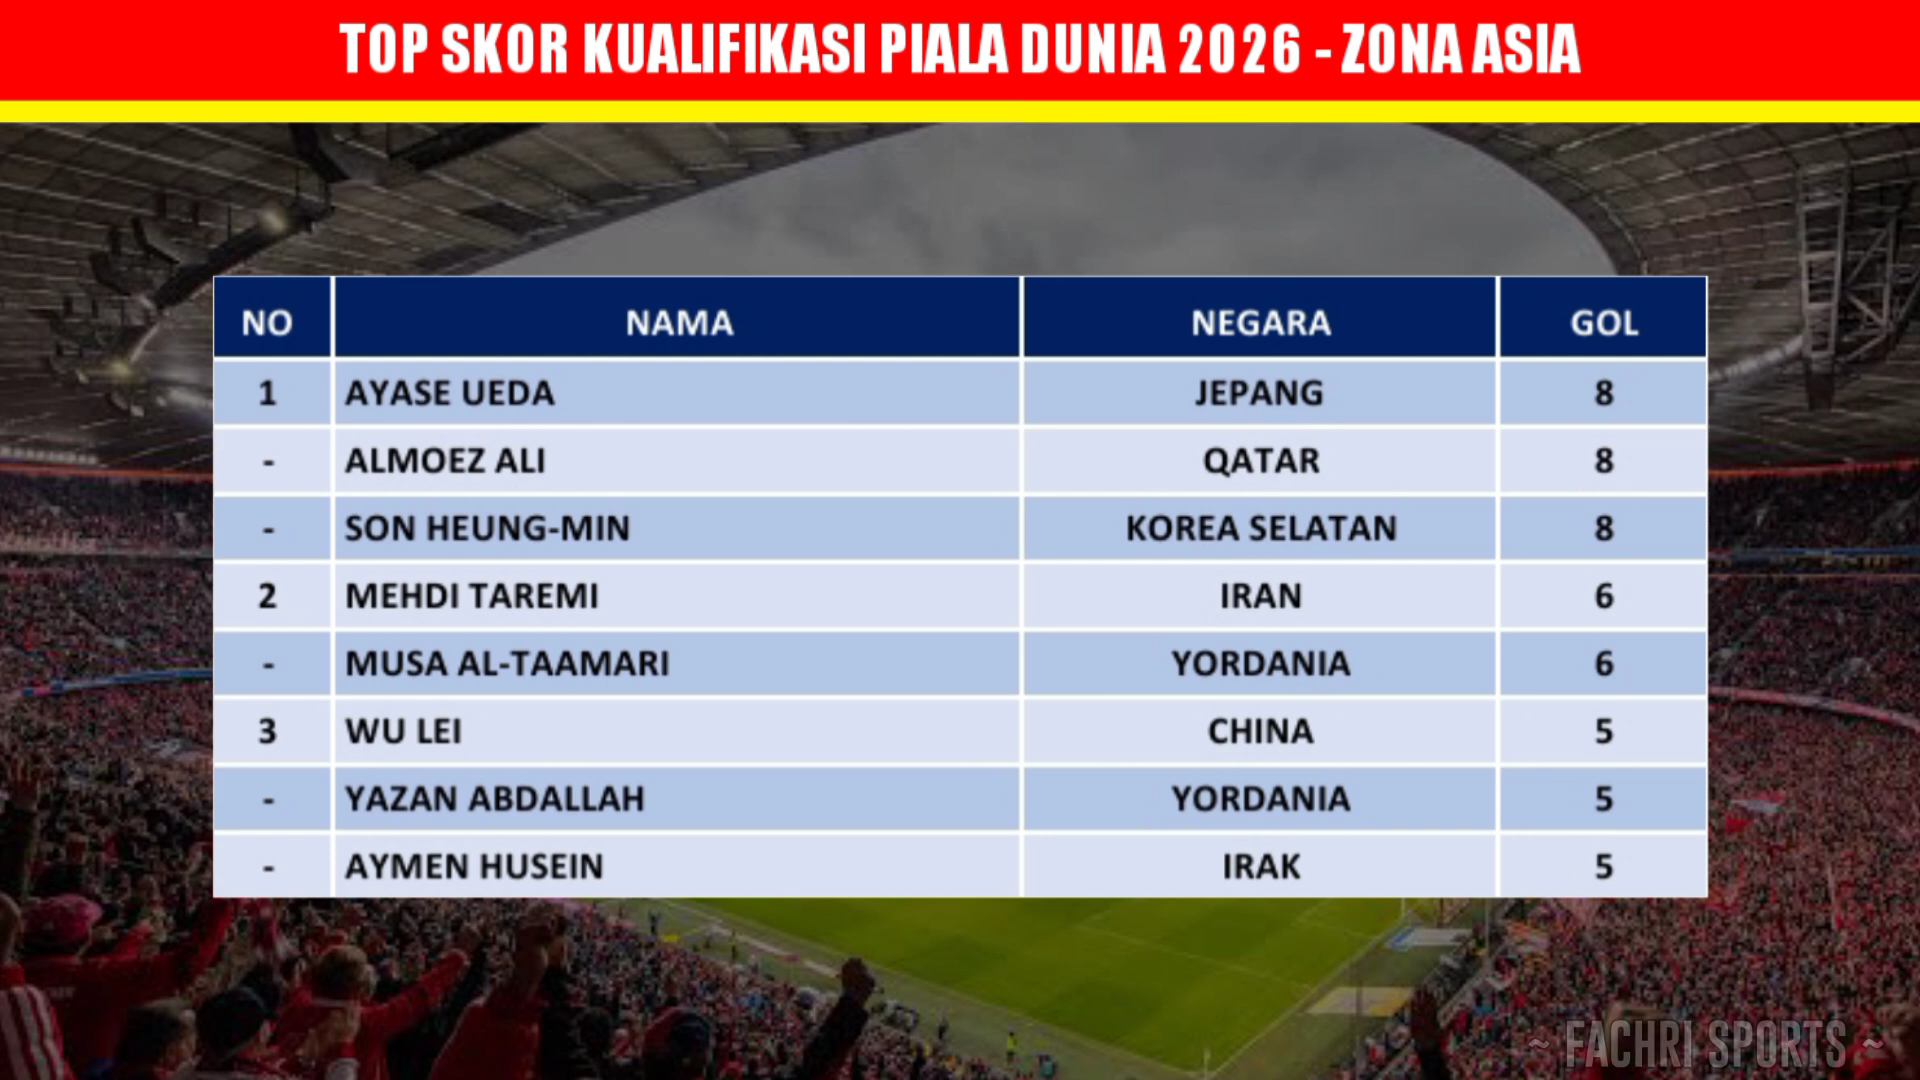 TOP SKOR KUALIFIKASI PIALA DUNIA 2026 - ZONA ASIA
NO NAMA NEGARA GOL
1 AYASE UEDA JEPANG 8
- ALMOEZ ALI QATAR 8
- SON HEUNG-MIN KOREA SELATAN 8
2 MEHDI TAREMI IRAN 6
- MUSA AL-TAAMARI YORDANIA 6
3 WU LEI CHINA 5
- YAZAN ABDALLAH YORDANIA 5
- AYMEN HUSEIN IRAK 5
~ FACHRI SPORTS ~